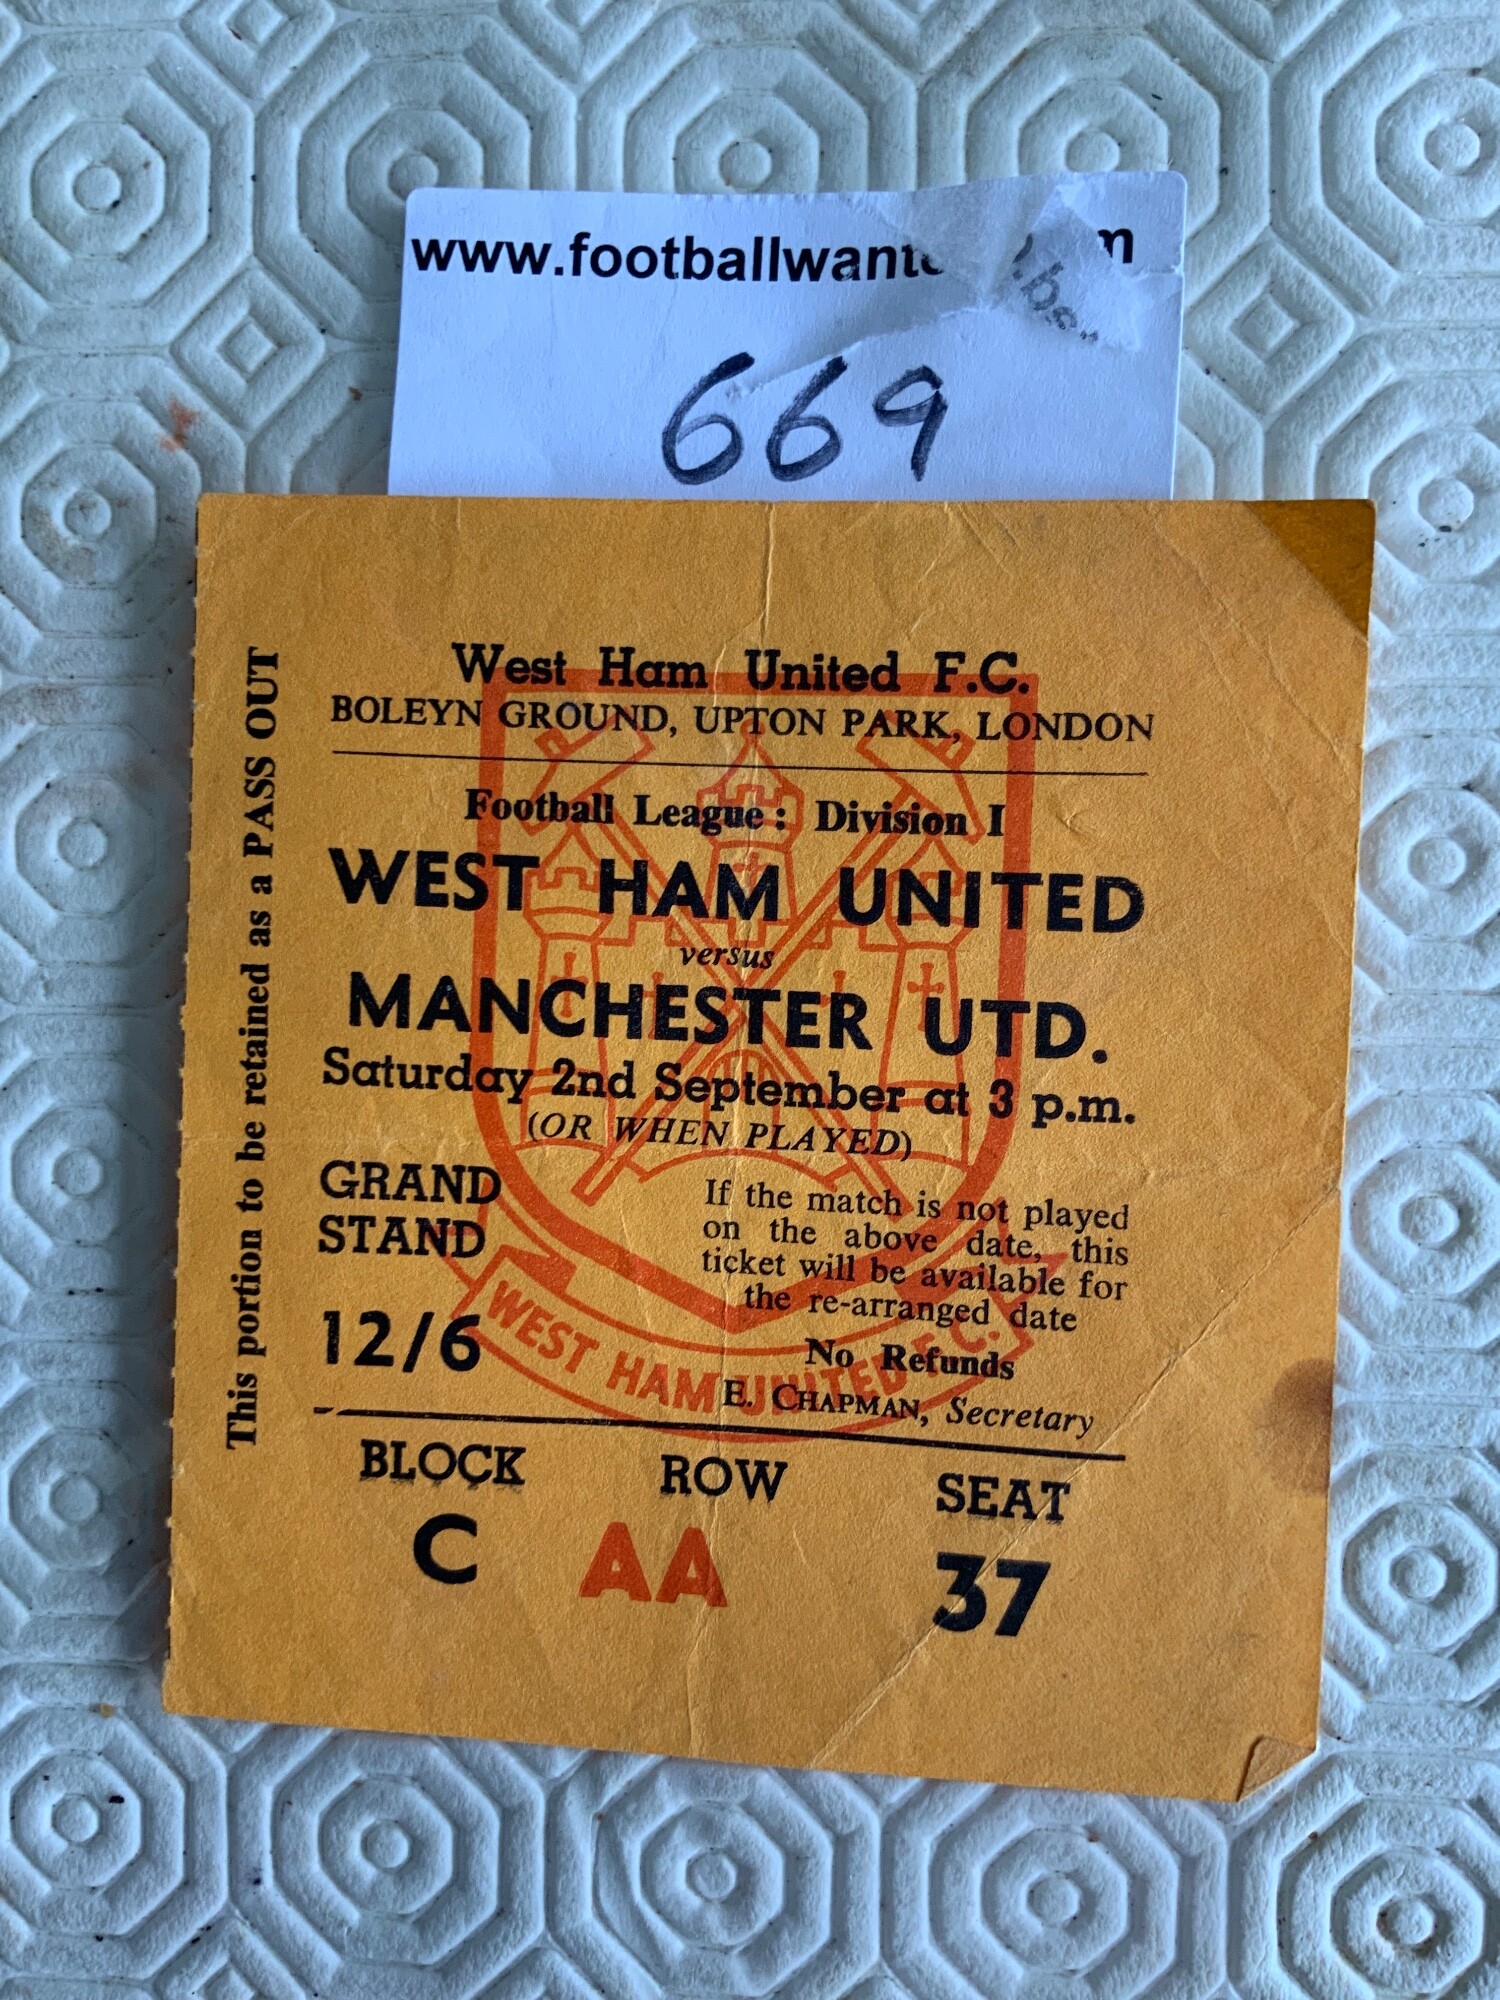 www.footballwant
m
669
West Ham United F.C.
BOLEYN GROUND, UPTON PARK, LONDON
Football League: Division I
WEST HAM UNITED
versus
MANCHESTER UTD.
Saturday 2nd September at 3 p.m.
(OR WHEN PLAYED)
GRAND
STAND
12/6
If the match is not played
on the above date, this
ticket will be available for
the re-arranged date
No Refunds
E. CHAPMAN, Secretary
WEST HAM UNITED F.C.
BLOCK ROW SEAT
C AA 37
This portion to be retained as a PASS OUT